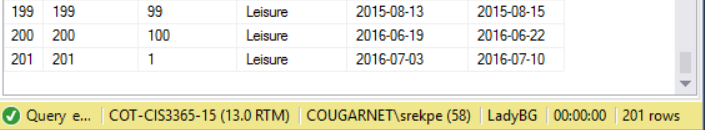 199 199 99 Leisure 2015-08-13 2015-08-15
200 200 100 Leisure 2016-06-19 2016-06-22
201 201 1 Leisure 2016-07-03 2016-07-10
Query e... COT-CIS3365-15 (13.0 RTM) COUGARNET\srekpe (58) LadyBG 00:00:00 201 rows